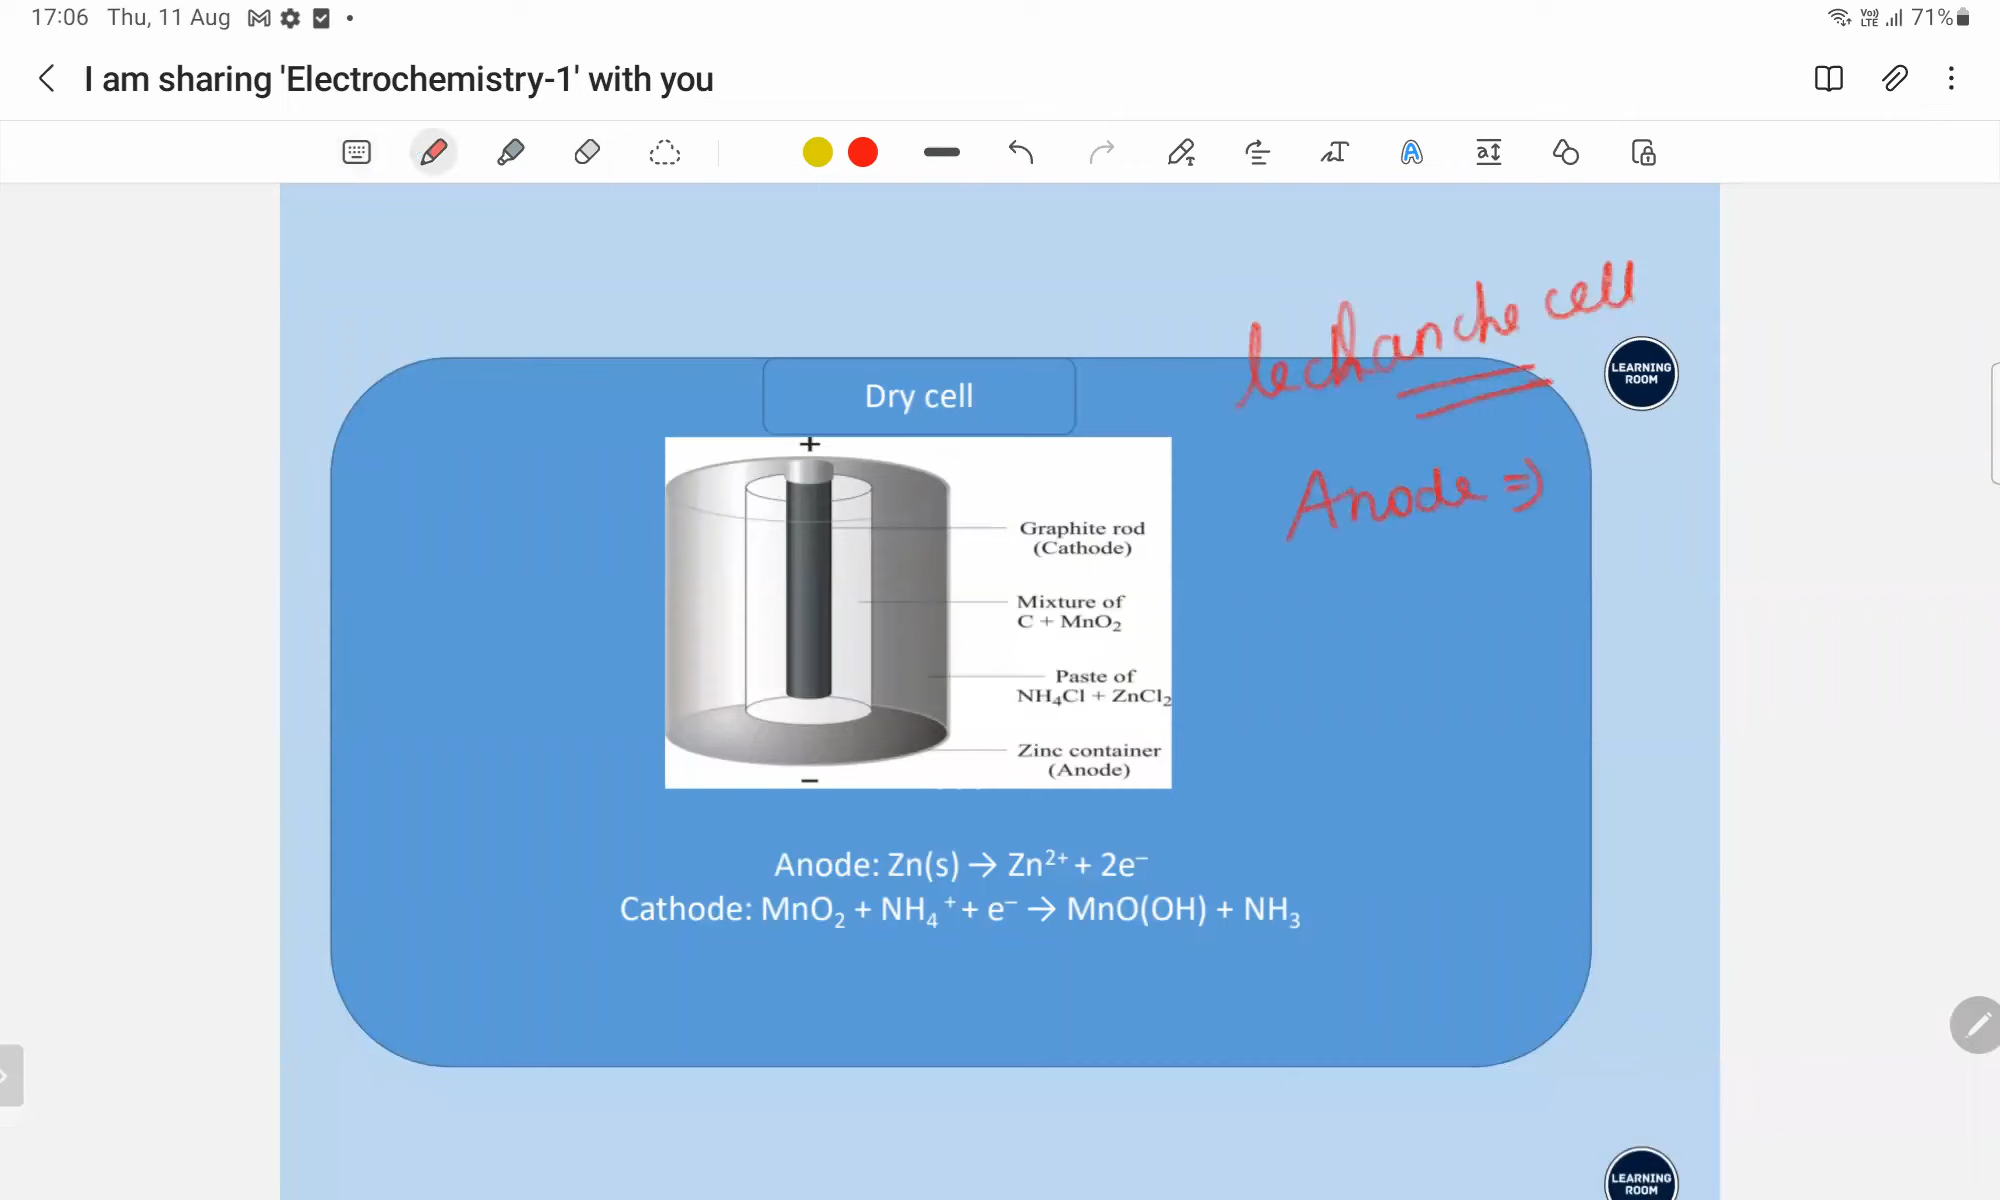 17:06 Thu, 11 Aug
Vo)) LTE 71%
I am sharing 'Electrochemistry-1' with you
lechanche cell
LEARNING
ROOM
Dry cell
+
Anode ⇒
Graphite rod
(Cathode)
Mixture of
C + MnO₂
Paste of
NH₄Cl + ZnCl₂
Zinc container
(Anode)
–
Anode: Zn(s) → Zn²⁺ + 2e⁻
Cathode: MnO₂ + NH₄⁺ + e⁻ → MnO(OH) + NH₃
LEARNING
ROOM